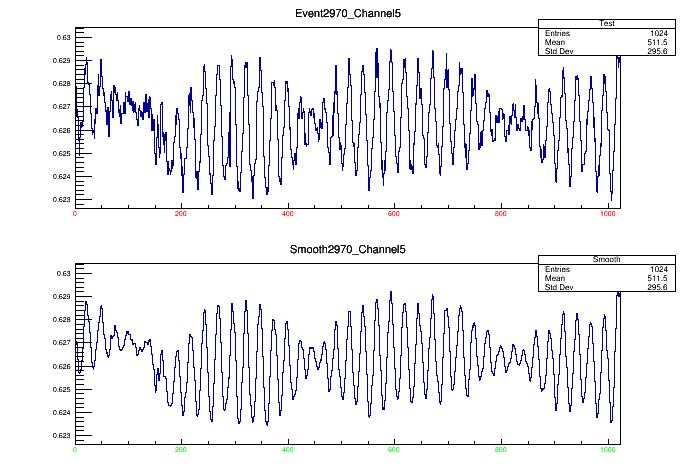 Event2970_Channel5
Test
Entries 1024
Mean 511.5
Std Dev 295.6
0.63
0.629
0.628
0.627
0.626
0.625
0.624
0.623
0 200 400 600 800 1000
Smooth2970_Channel5
Smooth
Entries 1024
Mean 511.5
Std Dev 295.6
0.63
0.629
0.628
0.627
0.626
0.625
0.624
0.623
0 200 400 600 800 1000